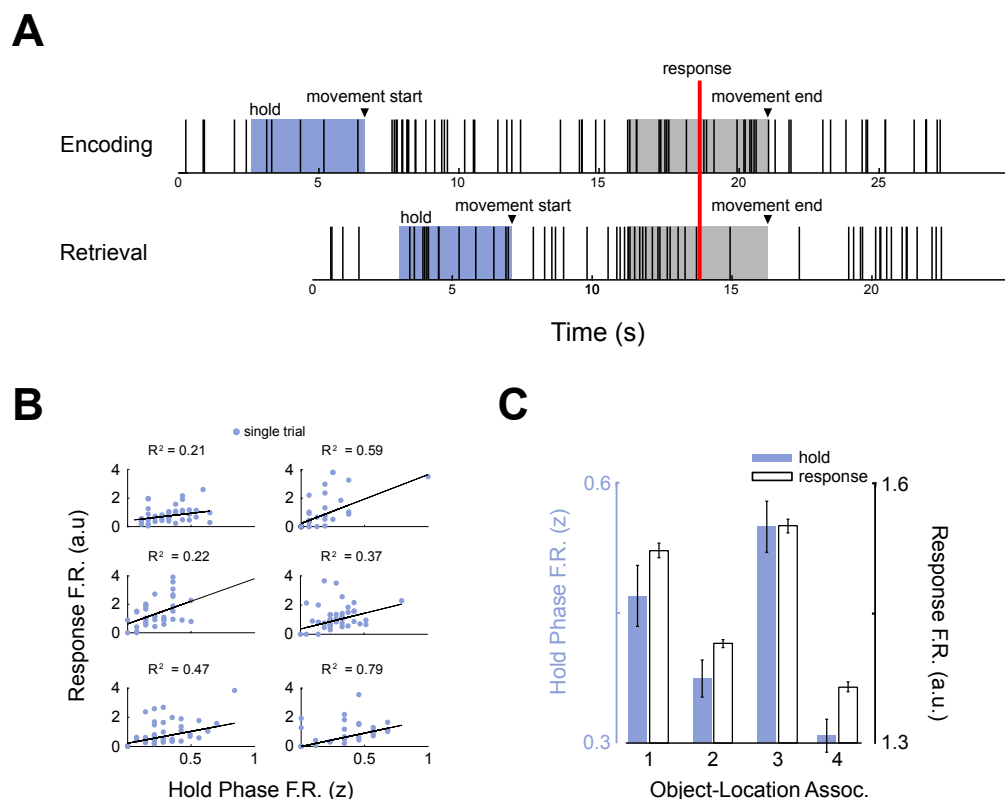 A
response
hold
movement start
movement end
Encoding
0 5 10 15 20 25
hold
movement start
movement end
Retrieval
0 5 10 15 20
Time (s)
B
single trial
R² = 0.21
R² = 0.59
4
2
0
4
2
0
R² = 0.22
R² = 0.37
4
2
0
4
2
0
R² = 0.47
R² = 0.79
4
2
0
4
2
0
0.5 1
0.5 1
Response F.R. (a.u)
Hold Phase F.R. (z)
C
hold
response
0.6
0.3
Hold Phase F.R. (z)
1.6
1.3
Response F.R.
(a.u.)
1 2 3 4
Object-Location Assoc.